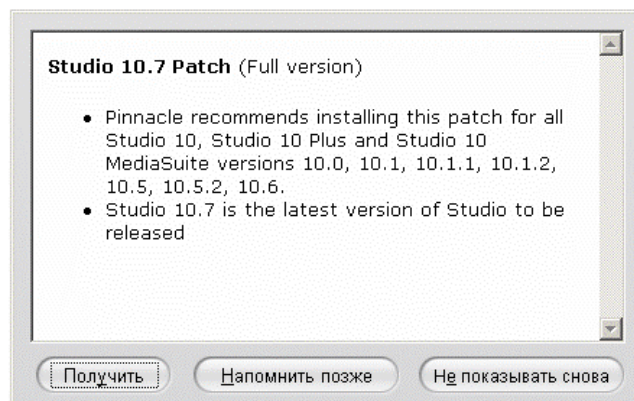 Studio 10.7 Patch (Full version)
• Pinnacle recommends installing this patch for all
Studio 10, Studio 10 Plus and Studio 10
MediaSuite versions 10.0, 10.1, 10.1.1, 10.1.2,
10.5, 10.5.2, 10.6.
• Studio 10.7 is the latest version of Studio to be
released
Получить
Напомнить позже
Не показывать снова